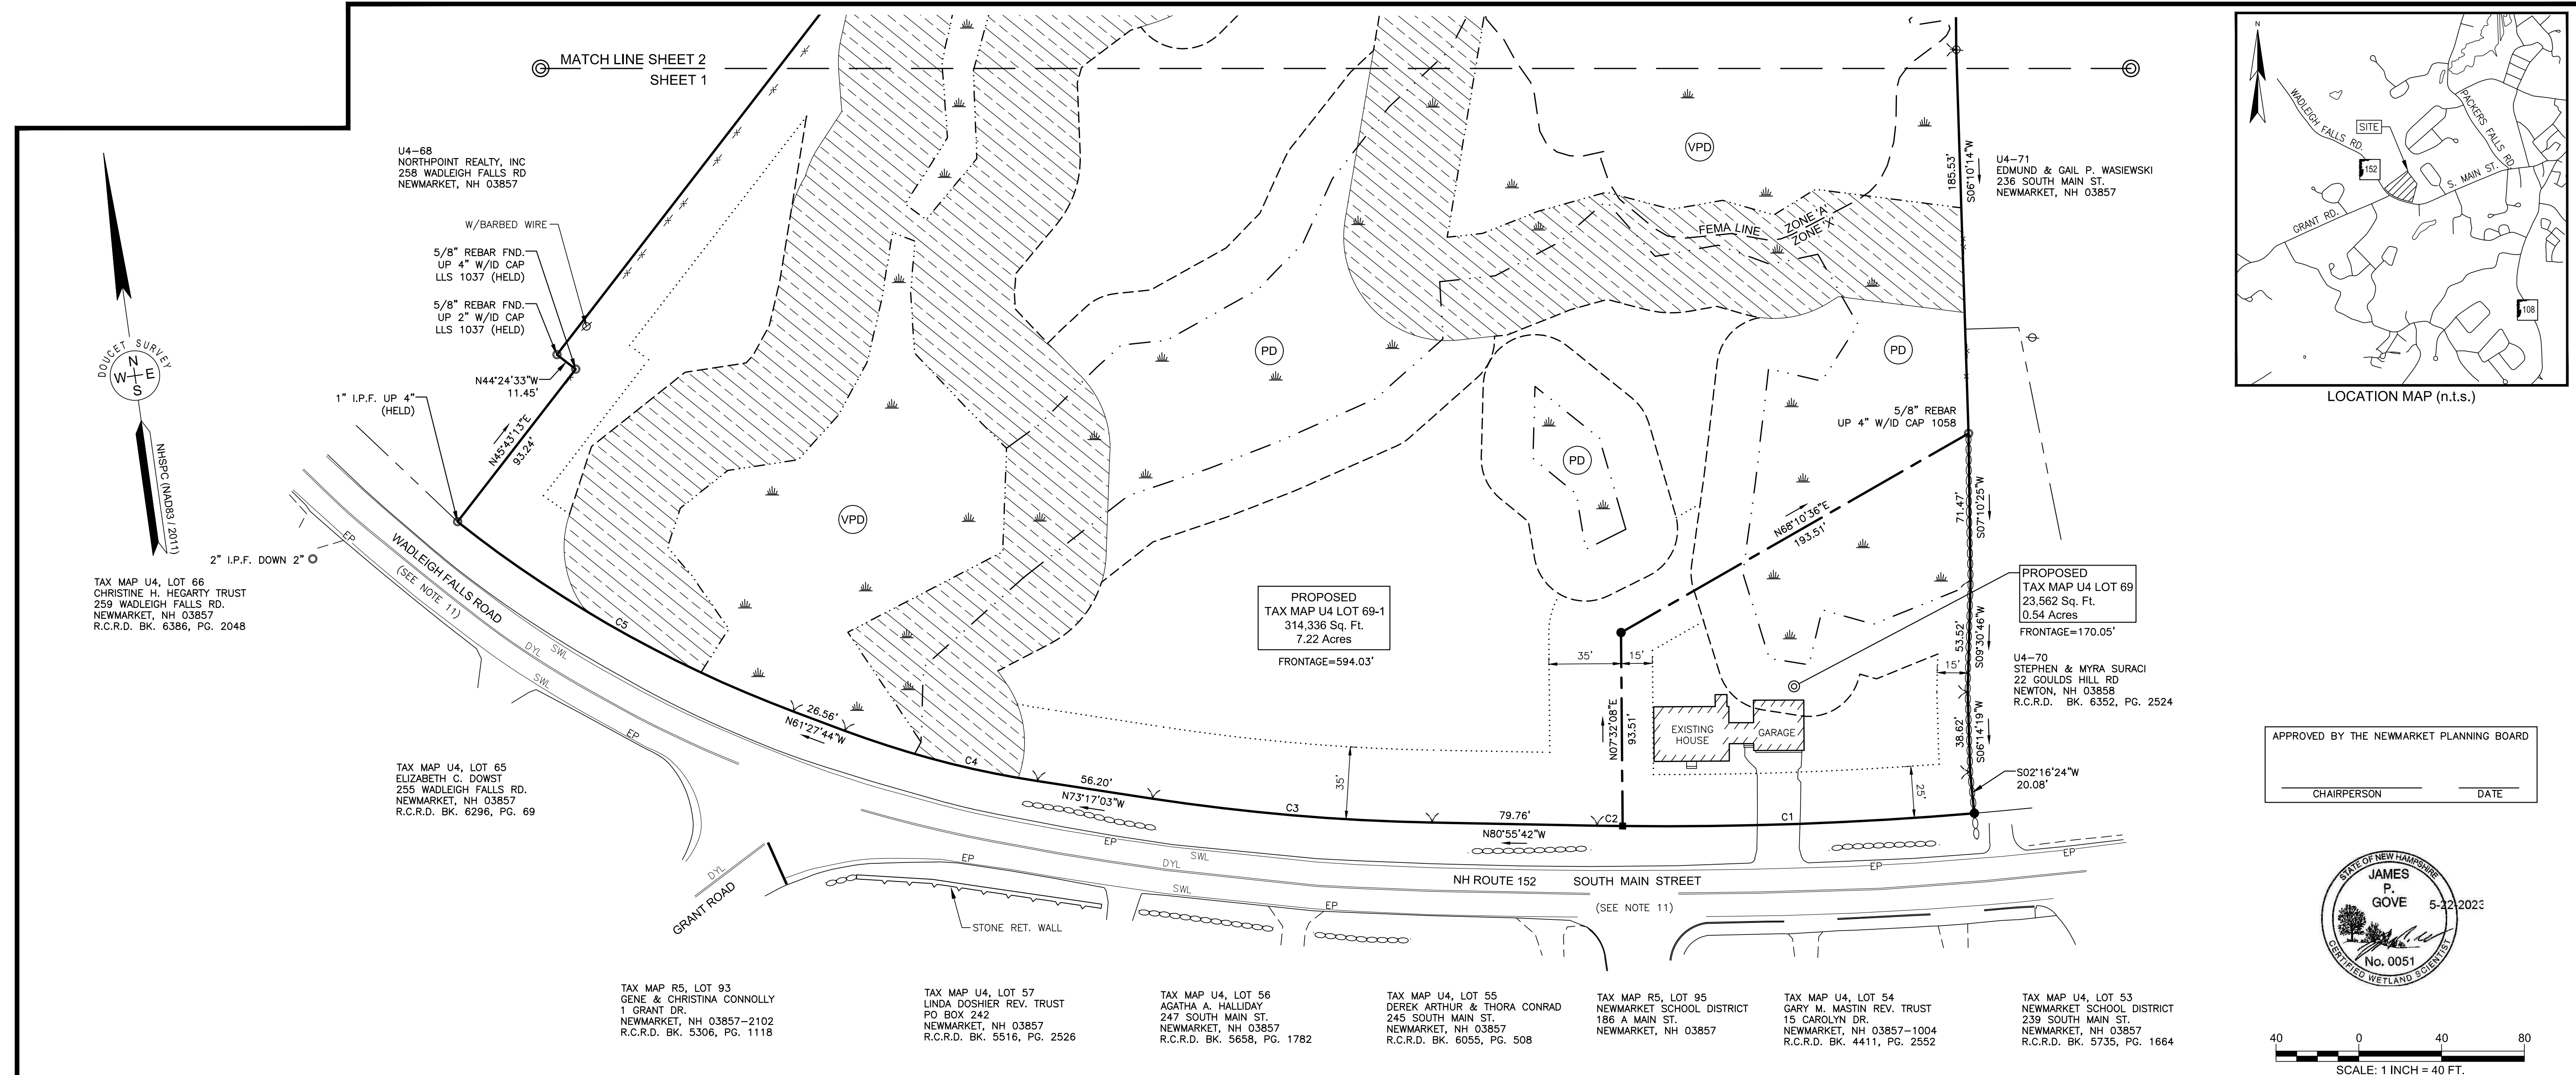 MATCH LINE SHEET 2
SHEET 1
U4-68
NORTHPOINT REALTY, INC
258 WADLEIGH FALLS RD
NEWMARKET, NH 03857
W/BARBED WIRE
5/8" REBAR FND.
UP 4" W/ID CAP
LLS 1037 (HELD)
5/8" REBAR FND.
UP 2" W/ID CAP
LLS 1037 (HELD)
N44°24'33"W
11.45'
1" I.P.F. UP 4"
(HELD)
N45°43'13"E
93.24'
DOUCET SURVEY
N
W E
S
NHSPC (NAD83 / 2011)
2" I.P.F. DOWN 2"
TAX MAP U4, LOT 66
CHRISTINE H. HEGARTY TRUST
259 WADLEIGH FALLS RD.
NEWMARKET, NH 03857
R.C.R.D. BK. 6386, PG. 2048
EP
WADLEIGH FALLS ROAD
(SEE NOTE 11)
DYL
SWL
SWL
EP
C5
VPD
26.56'
N61°27'44"W
C4
56.20'
N73°17'03"W
C3
79.76'
N80°55'42"W
C2
C1
35'
VPD
PD
PD
PD
FEMA LINE
ZONE 'A'
ZONE 'X'
185.53'
S06°10'14"W
U4-71
EDMUND & GAIL P. WASIEWSKI
236 SOUTH MAIN ST.
NEWMARKET, NH 03857
5/8" REBAR
UP 4" W/ID CAP 1058
N68°10'36"E
193.51'
71.47'
S07°10'25"W
PROPOSED
TAX MAP U4 LOT 69-1
314,336 Sq. Ft.
7.22 Acres
FRONTAGE=594.03'
PROPOSED
TAX MAP U4 LOT 69
23,562 Sq. Ft.
0.54 Acres
FRONTAGE=170.05'
35'
15'
15'
53.52'
S09°30'46"W
U4-70
STEPHEN & MYRA SURACI
22 GOULDS HILL RD
NEWTON, NH 03858
R.C.R.D. BK. 6352, PG. 2524
N07°32'08"E
93.51'
EXISTING
HOUSE
GARAGE
38.62'
S06°14'19"W
S02°16'24"W
20.08'
25'
TAX MAP U4, LOT 65
ELIZABETH C. DOWST
255 WADLEIGH FALLS RD.
NEWMARKET, NH 03857
R.C.R.D. BK. 6296, PG. 69
DYL
GRANT ROAD
EP
EP
DYL
SWL
SWL
EP
EP
EP
NH ROUTE 152 SOUTH MAIN STREET
(SEE NOTE 11)
STONE RET. WALL
TAX MAP R5, LOT 93
GENE & CHRISTINA CONNOLLY
1 GRANT DR.
NEWMARKET, NH 03857-2102
R.C.R.D. BK. 5306, PG. 1118
TAX MAP U4, LOT 57
LINDA DOSHIER REV. TRUST
PO BOX 242
NEWMARKET, NH 03857
R.C.R.D. BK. 5516, PG. 2526
TAX MAP U4, LOT 56
AGATHA A. HALLIDAY
247 SOUTH MAIN ST.
NEWMARKET, NH 03857
R.C.R.D. BK. 5658, PG. 1782
TAX MAP U4, LOT 55
DEREK ARTHUR & THORA CONRAD
245 SOUTH MAIN ST.
NEWMARKET, NH 03857
R.C.R.D. BK. 6055, PG. 508
TAX MAP R5, LOT 95
NEWMARKET SCHOOL DISTRICT
186 A MAIN ST.
NEWMARKET, NH 03857
TAX MAP U4, LOT 54
GARY M. MASTIN REV. TRUST
15 CAROLYN DR.
NEWMARKET, NH 03857-1004
R.C.R.D. BK. 4411, PG. 2552
TAX MAP U4, LOT 53
NEWMARKET SCHOOL DISTRICT
239 SOUTH MAIN ST.
NEWMARKET, NH 03857
R.C.R.D. BK. 5735, PG. 1664
N
WADLEIGH FALLS RD.
PACKERS FALLS RD
SITE
152
S. MAIN ST.
GRANT RD.
108
LOCATION MAP (n.t.s.)
APPROVED BY THE NEWMARKET PLANNING BOARD
CHAIRPERSON
DATE
STATE OF NEW HAMPSHIRE
JAMES
P.
GOVE
5-22-2023
No. 0051
CERTIFIED WETLAND SCIENTIST
40 0 40 80
SCALE: 1 INCH = 40 FT.